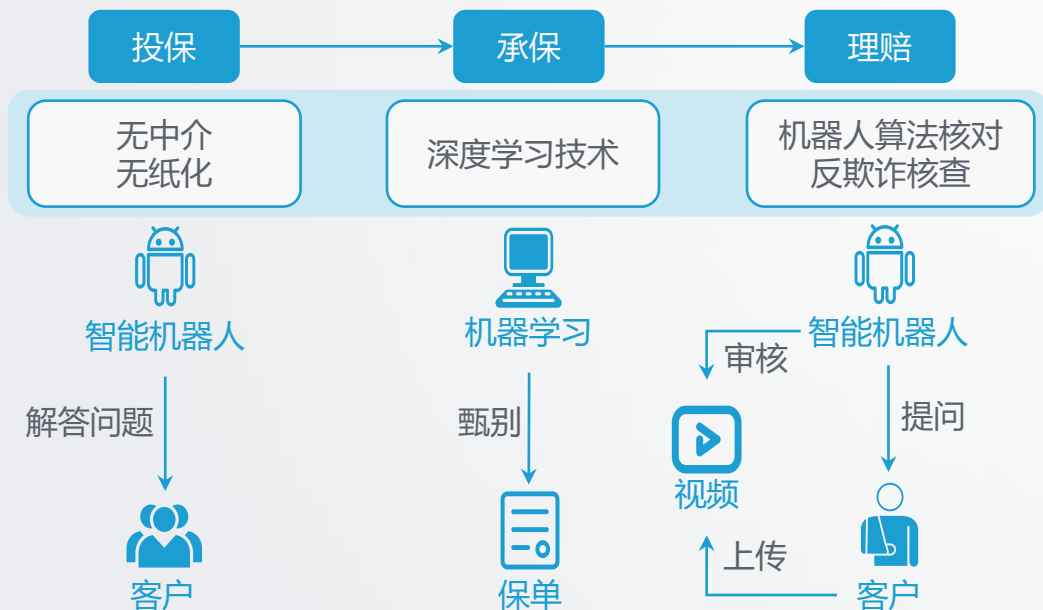 投保
承保
理赔
无中介
无纸化
深度学习技术
机器人算法核对
反欺诈核查
智能机器人
机器学习
智能机器人
审核
解答问题
甄别
提问
视频
上传
客户
保单
客户